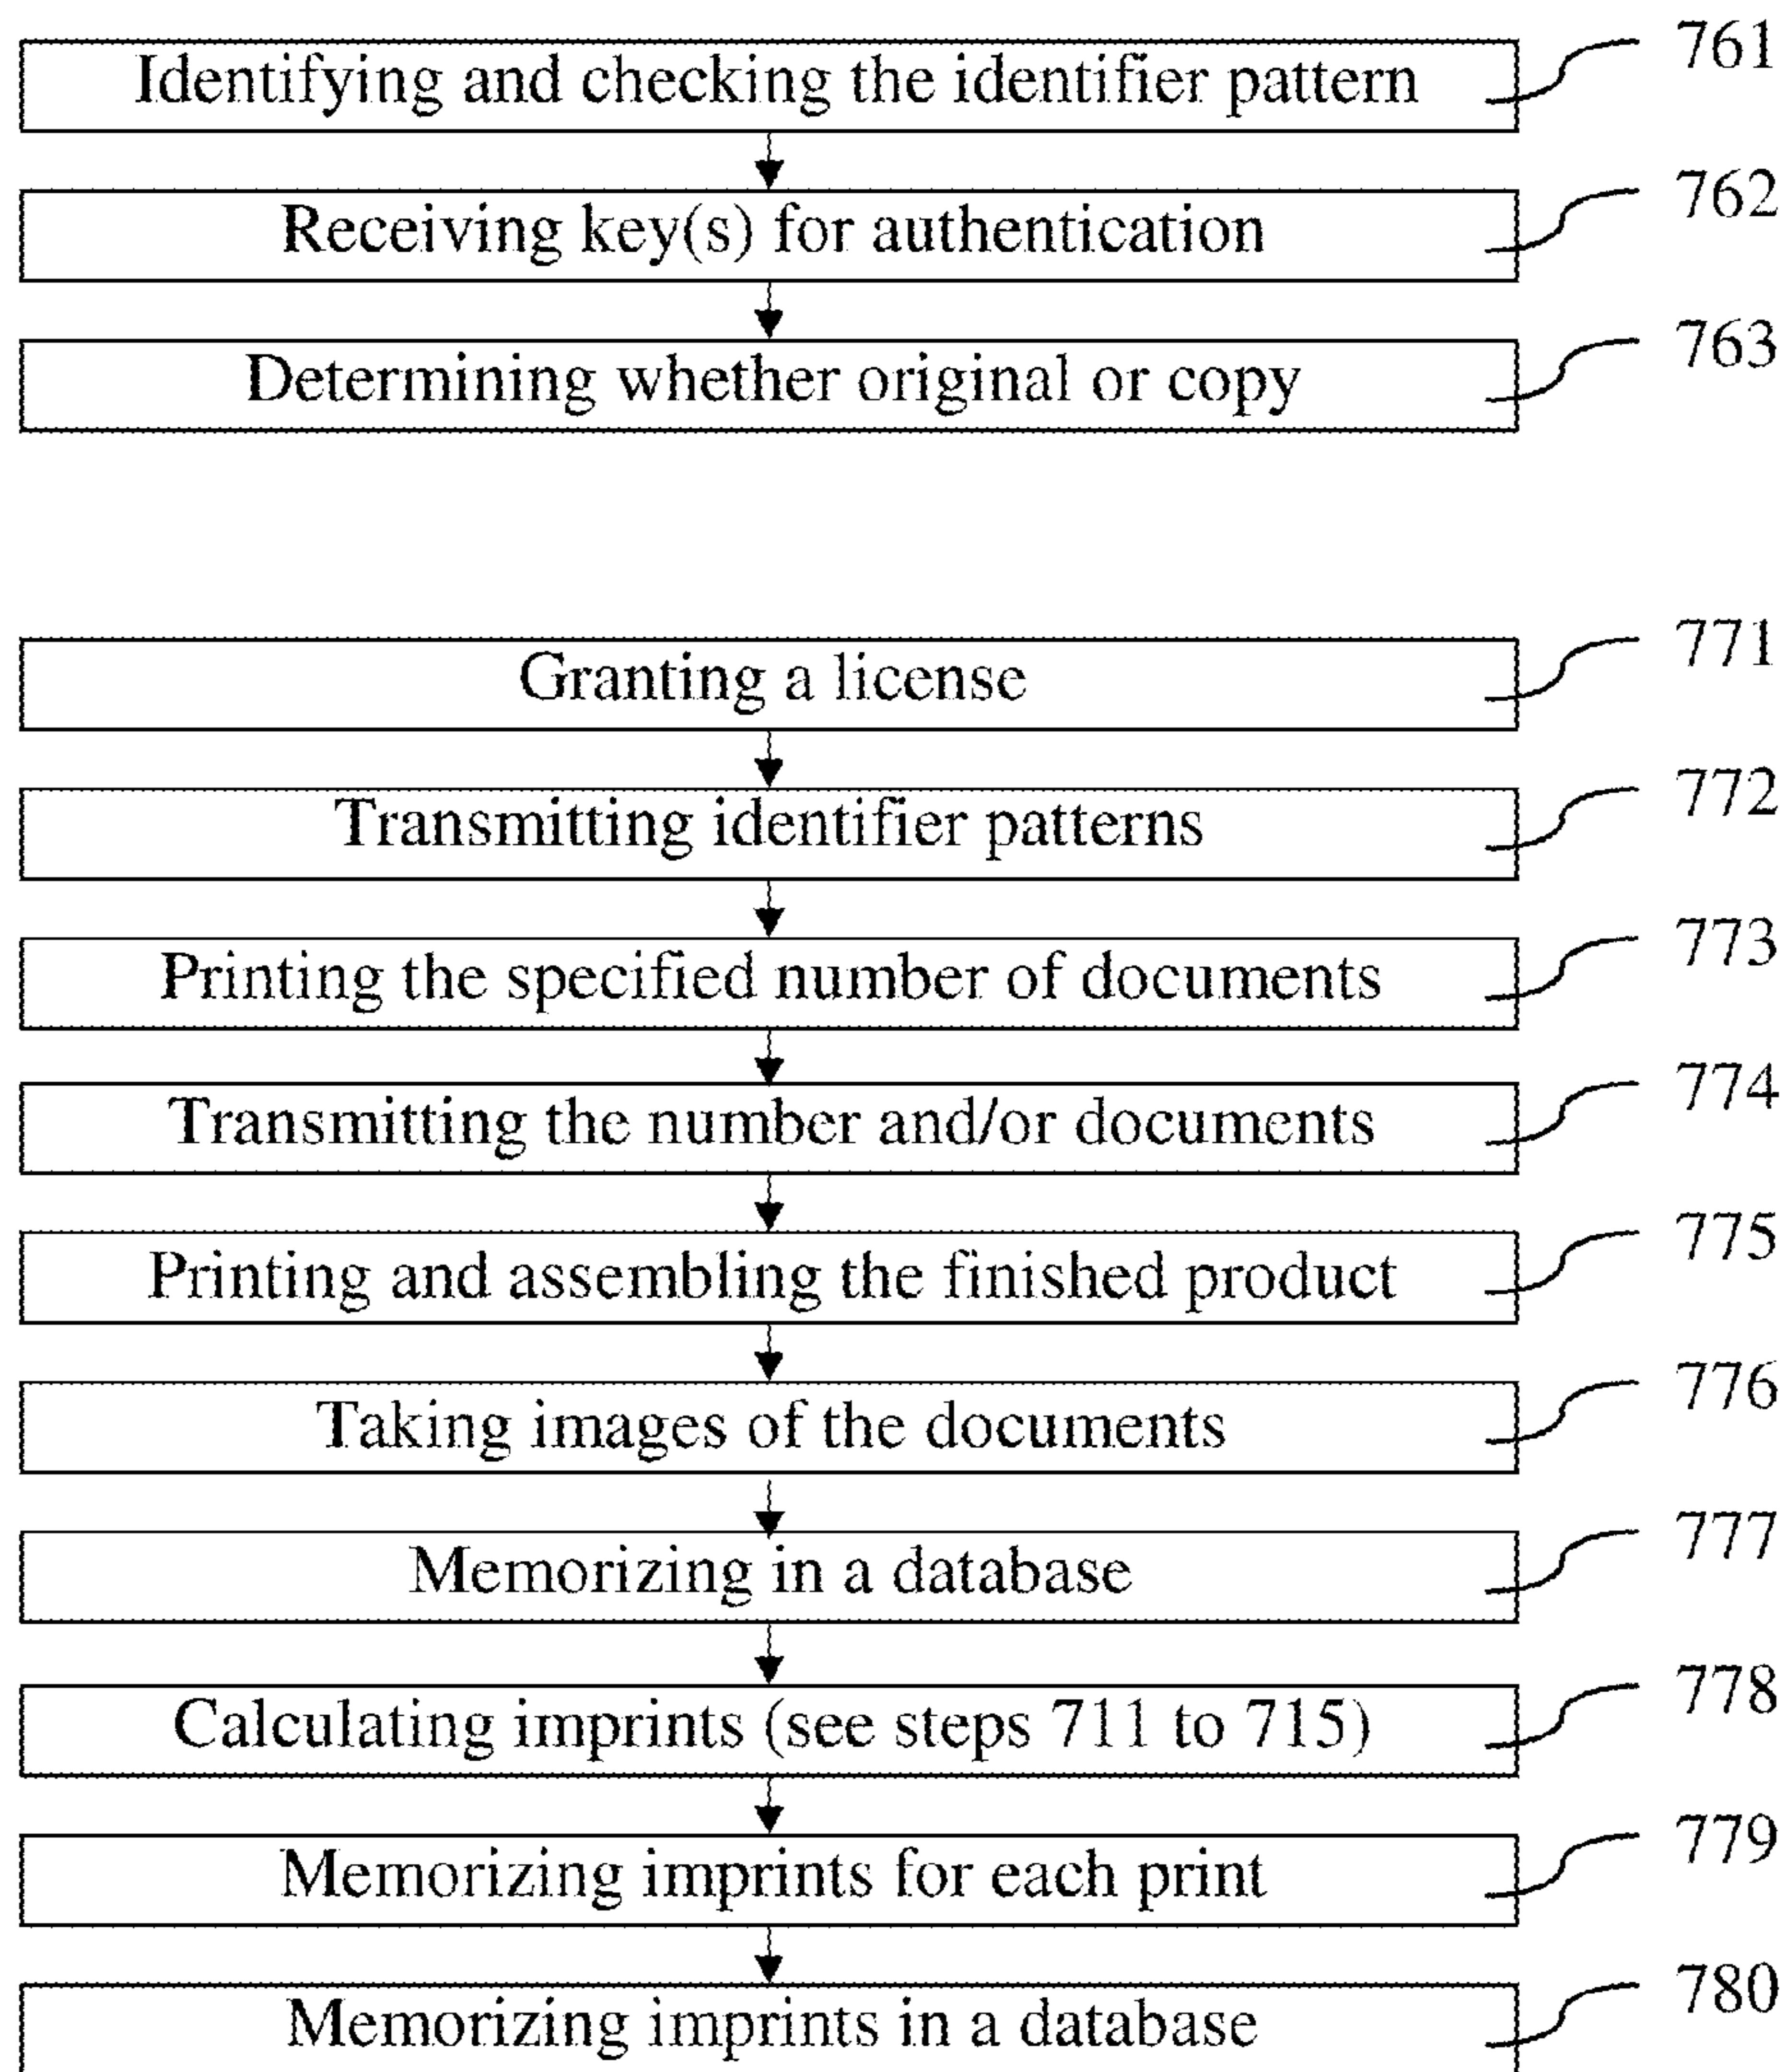 Identifying and checking the identifier pattern 761
Receiving key(s) for authentication 762
Determining whether original or copy 763
Granting a license 771
Transmitting identifier patterns 772
Printing the specified number of documents 773
Transmitting the number and/or documents 774
Printing and assembling the finished product 775
Taking images of the documents 776
Memorizing in a database 777
Calculating imprints (see steps 711 to 715) 778
Memorizing imprints for each print 779
Memorizing imprints in a database 780